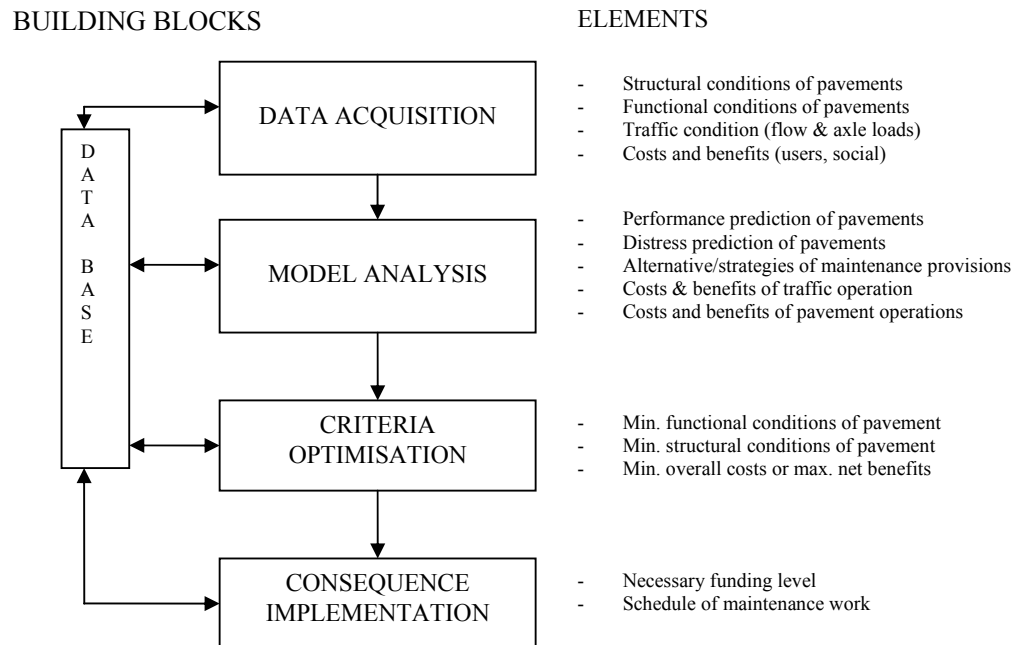 BUILDING BLOCKS
ELEMENTS
DATA ACQUISITION
- Structural conditions of pavements
- Functional conditions of pavements
- Traffic condition (flow & axle loads)
- Costs and benefits (users, social)
D
A
T
A
B
A
S
E
MODEL ANALYSIS
- Performance prediction of pavements
- Distress prediction of pavements
- Alternative/strategies of maintenance provisions
- Costs & benefits of traffic operation
- Costs and benefits of pavement operations
CRITERIA
OPTIMISATION
- Min. functional conditions of pavement
- Min. structural conditions of pavement
- Min. overall costs or max. net benefits
CONSEQUENCE
IMPLEMENTATION
- Necessary funding level
- Schedule of maintenance work